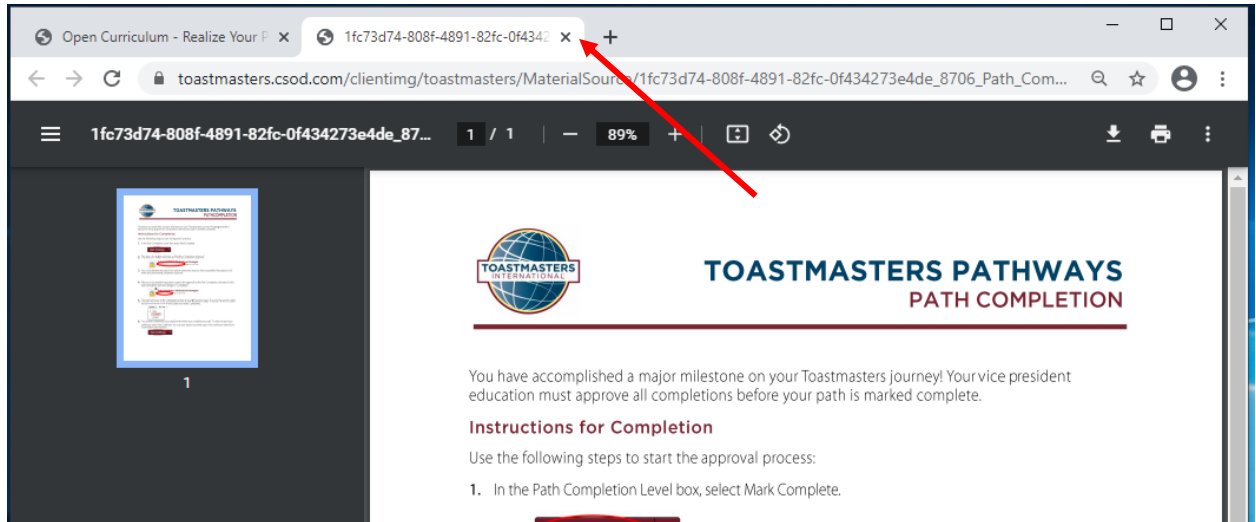 Open Curriculum - Realize Your P
1fc73d74-808f-4891-82fc-0f4342
toastmasters.csod.com/clientimg/toastmasters/MaterialSource/1fc73d74-808f-4891-82fc-0f434273e4de_8706_Path_Com...
1fc73d74-808f-4891-82fc-0f434273e4de_87...
1 / 1
89%
TOASTMASTERS PATHWAYS
PATH COMPLETION
1
TOASTMASTERS
INTERNATIONAL
TOASTMASTERS PATHWAYS
PATH COMPLETION
You have accomplished a major milestone on your Toastmasters journey! Your vice president
education must approve all completions before your path is marked complete.
Instructions for Completion
Use the following steps to start the approval process:
1. In the Path Completion Level box, select Mark Complete.